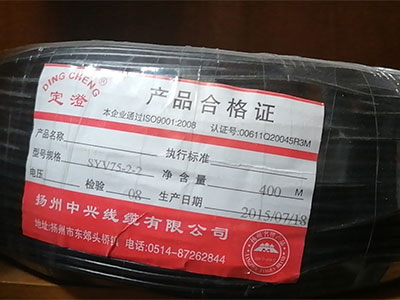 DING CHENG ®
定澄
产品合格证
本企业通过ISO9001:2008 认证号:00611Q20045R3M
产品名称 执行标准
型号规格 SYV75-2-2 净含量 400 M
电压 检验 08 生产日期 2015/07/18
扬州中兴线缆有限公司
地址:扬州市东郊头桥镇 电话:0514-87262844